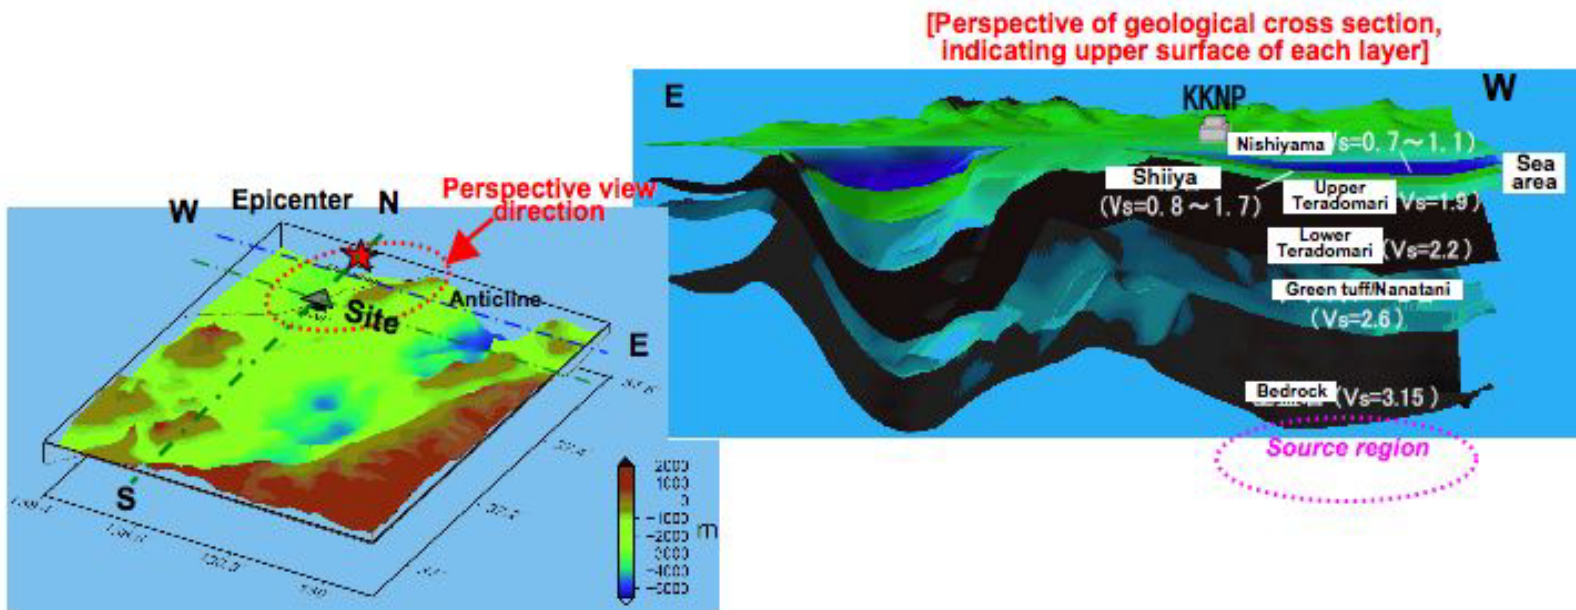 [Perspective of geological cross section,
indicating upper surface of each layer]
E
KKNP
W
Nishiyama
Vs=0.7～1.1)
Sea
area
Shiiya
(Vs=0.8～1.7)
Upper
Teradomari
Vs=1.9)
Lower
Teradomari
(Vs=2.2)
Green tuff/Nanatani
(Vs=2.6)
Bedrock
(Vs=3.15)
Source region
Perspective view
direction
W
Epicenter
N
Anticline
Site
E
S
2000
1000
0
-1000
-2000
-3000
-4000
-5000
m